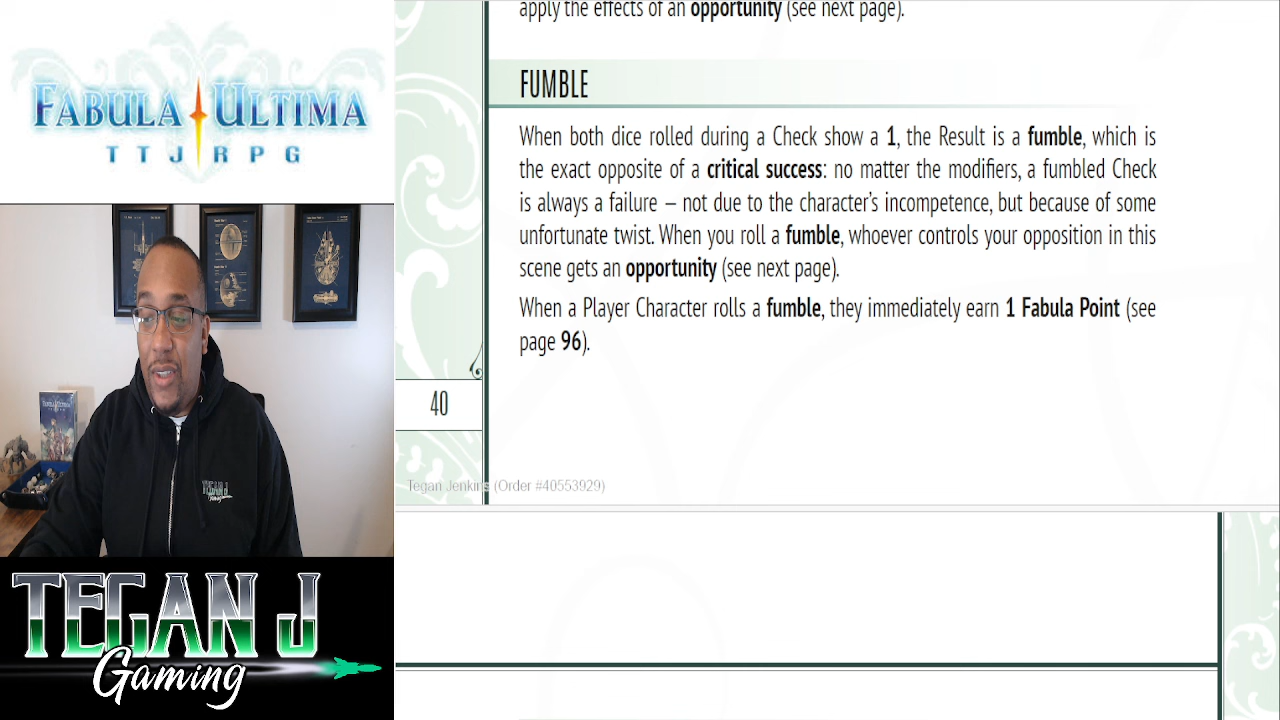 FABULA ULTIMA
TTJRPG
TEGAN J
Gaming
TEGAN J
Gaming
apply the effects of an opportunity (see next page).
FUMBLE
When both dice rolled during a Check show a 1, the Result is a fumble, which is
the exact opposite of a critical success: no matter the modifiers, a fumbled Check
is always a failure – not due to the character's incompetence, but because of some
unfortunate twist. When you roll a fumble, whoever controls your opposition in this
scene gets an opportunity (see next page).
When a Player Character rolls a fumble, they immediately earn 1 Fabula Point (see
page 96).
40
Tegan Jenkins (Order #40553929)